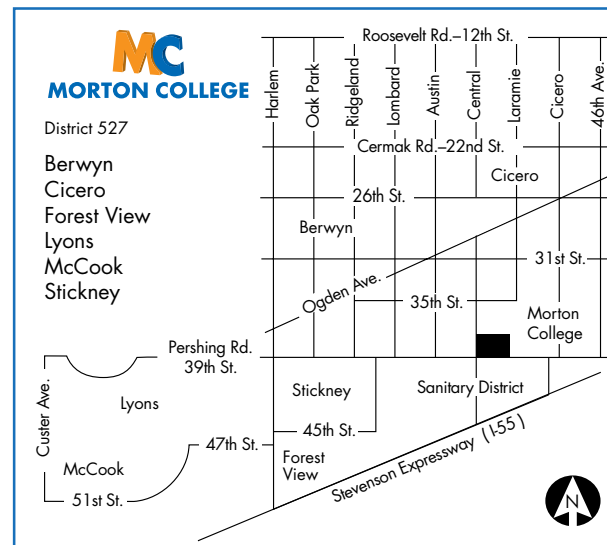 MC
MORTON COLLEGE
District 527
Berwyn
Cicero
Forest View
Lyons
McCook
Stickney
Roosevelt Rd.–12th St.
Harlem
Oak Park
Ridgeland
Lombard
Austin
Central
Laramie
Cicero
46th Ave.
Cermak Rd.–22nd St.
Cicero
26th St.
Berwyn
31st St.
Ogden Ave.
35th St.
Morton
College
Pershing Rd.
39th St.
Stickney
Sanitary District
Custer Ave.
Lyons
45th St.
47th St.
Forest
View
Stevenson Expressway (I-55)
McCook
51st St.
N